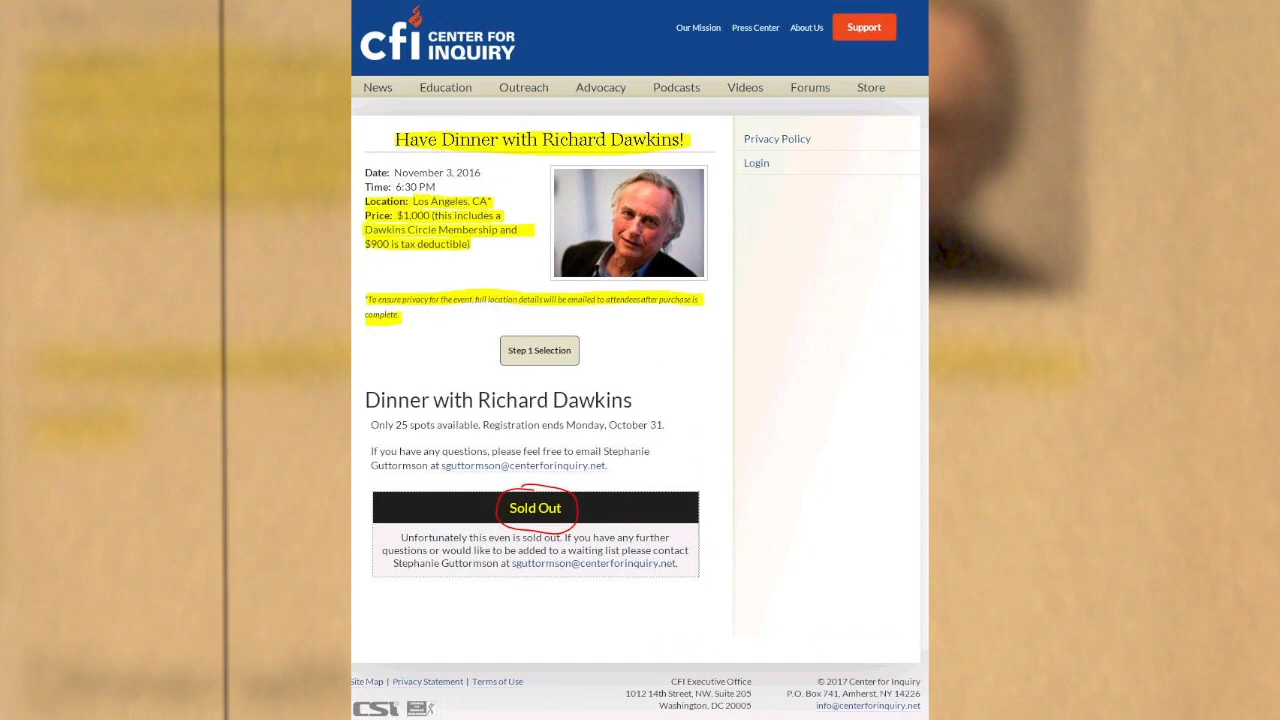 cfi CENTER FOR
INQUIRY
Our Mission Press Center About Us Support
News Education Outreach Advocacy Podcasts Videos Forums Store
Have Dinner with Richard Dawkins!
Privacy Policy
Login
Date: November 3, 2016
Time: 6:30 PM
Location: Los Angeles, CA*
Price: $1,000 (this includes a
Dawkins Circle Membership and
$900 is tax deductible)
*To ensure privacy for the event, full location details will be emailed to attendees after purchase is
complete.
Step 1 Selection
Dinner with Richard Dawkins
Only 25 spots available. Registration ends Monday, October 31.
If you have any questions, please feel free to email Stephanie
Guttormson at sguttormson@centerforinquiry.net.
Sold Out
Unfortunately this even is sold out. If you have any further
questions or would like to be added to a waiting list please contact
Stephanie Guttormson at sguttormson@centerforinquiry.net.
Site Map | Privacy Statement | Terms of Use
CFI Executive Office
1012 14th Street, NW, Suite 205
Washington, DC 20005
© 2017 Center for Inquiry
P.O. Box 741, Amherst, NY 14226
info@centerforinquiry.net
CSI